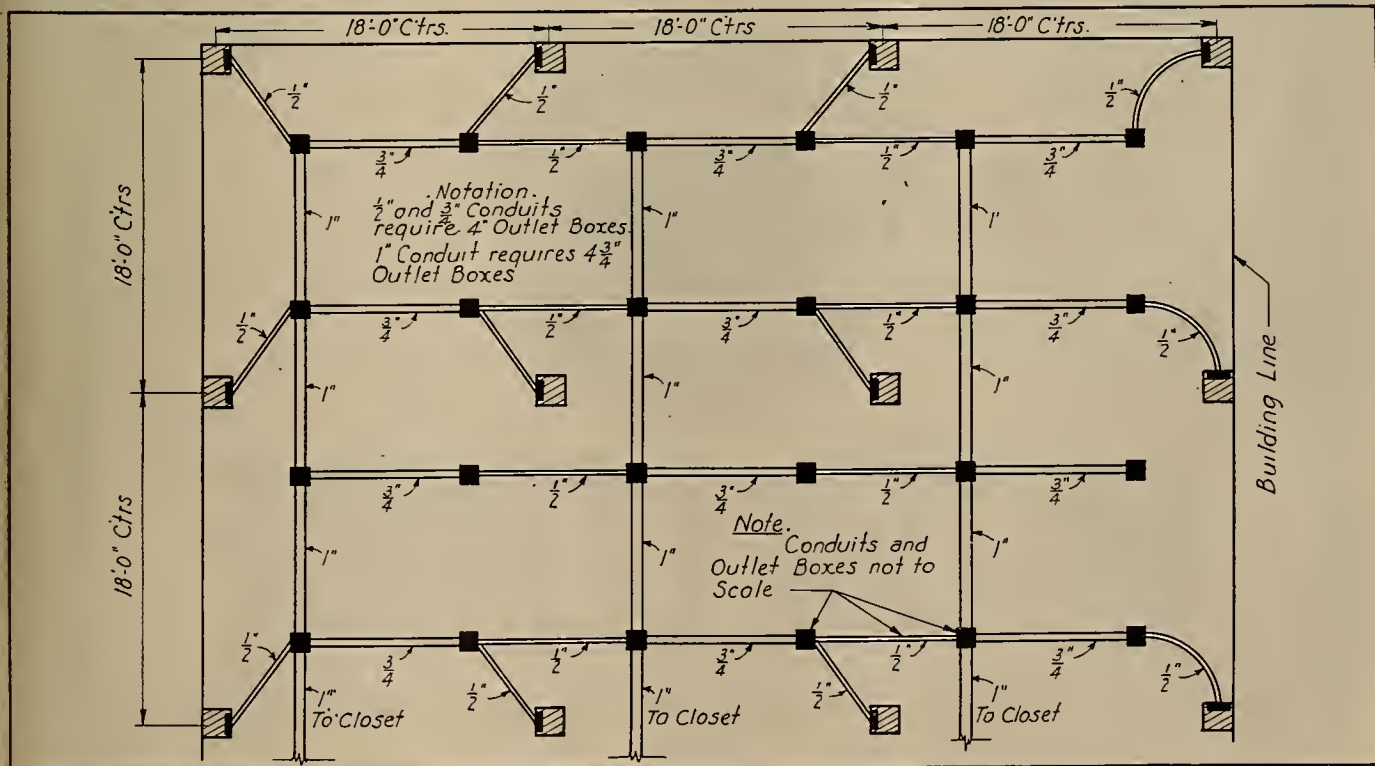 18'-0" C'trs.
18'-0" C'trs
18'-0" C'trs.
1/2"
1/2"
1/2"
1/2"
3/4"
1/2"
3/4"
1/2"
3/4"
.Notation.
1/2" and 3/4" Conduits
require 4" Outlet Boxes.
1" Conduit requires 4 3/4"
Outlet Boxes
1"
1"
1'
18'-0" C'trs
1/2"
3/4"
1/2"
3/4"
1/2"
3/4"
1/2"
Building Line
1"
1"
1"
18'-0" C'trs
3/4"
1/2"
3/4"
1/2"
3/4"
Note.
Conduits and
Outlet Boxes not to
Scale
1"
1"
1"
1/2"
3/4
1/2"
3/4"
1/2"
3/4"
1/2"
1/2"
1/2"
1"
To Closet
1"
To Closet
1"
To Closet